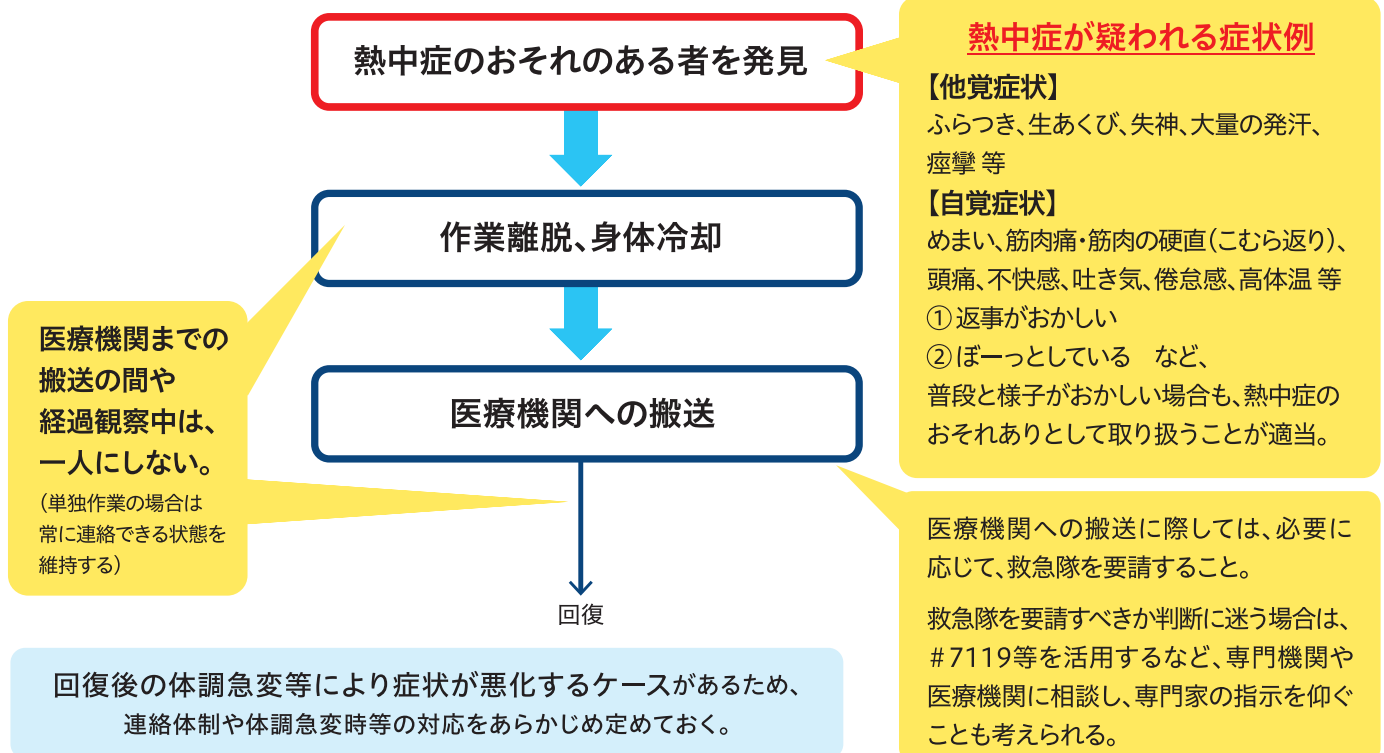 熱中症のおそれのある者を発見
作業離脱、身体冷却
医療機関への搬送
回復
医療機関までの
搬送の間や
経過観察中は、
一人にしない。
（単独作業の場合は
常に連絡できる状態を
維持する）
回復後の体調急変等により症状が悪化するケースがあるため、
連絡体制や体調急変時等の対応をあらかじめ定めておく。
熱中症が疑われる症状例
【他覚症状】
ふらつき、生あくび、失神、大量の発汗、
痙攣 等
【自覚症状】
めまい、筋肉痛・筋肉の硬直（こむら返り）、
頭痛、不快感、吐き気、倦怠感、高体温 等
①返事がおかしい
②ぼーっとしている　など、
普段と様子がおかしい場合も、熱中症の
おそれありとして取り扱うことが適当。
医療機関への搬送に際しては、必要に
応じて、救急隊を要請すること。
救急隊を要請すべきか判断に迷う場合は、
＃7119等を活用するなど、専門機関や
医療機関に相談し、専門家の指示を仰ぐ
ことも考えられる。